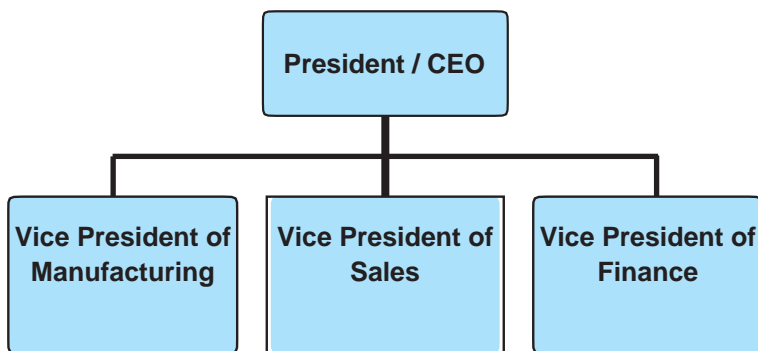 President / CEO
Vice President of
Manufacturing
Vice President of
Sales
Vice President of
Finance